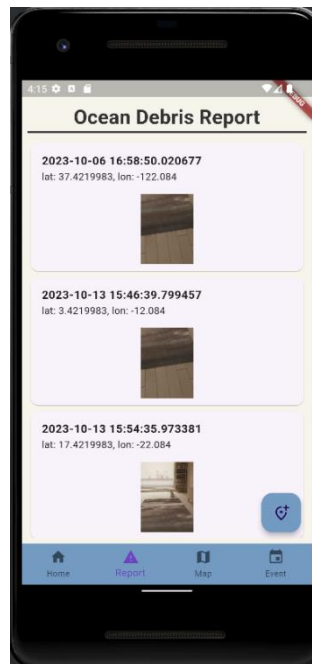 4:15
DEBUG
Ocean Debris Report
2023-10-06 16:58:50.020677
lat: 37.4219983, lon: -122.084
2023-10-13 15:46:39.799457
lat: 3.4219983, lon: -12.084
2023-10-13 15:54:35.973381
lat: 17.4219983, lon: -22.084
Home Report Map Event